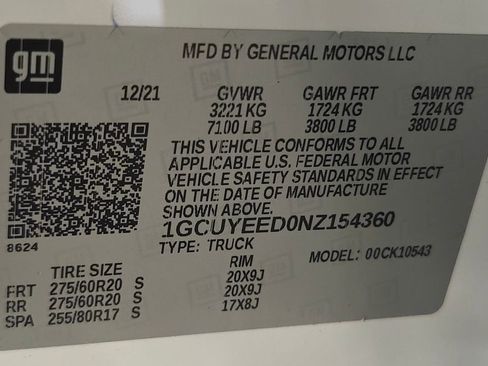 gm
MFD BY GENERAL MOTORS LLC
12/21 GVWR GAWR FRT GAWR RR
3221 KG 1724 KG 1724 KG
7100 LB 3800 LB 3800 LB
THIS VEHICLE CONFORMS TO ALL
APPLICABLE U.S. FEDERAL MOTOR
VEHICLE SAFETY STANDARDS IN EFFECT
ON THE DATE OF MANUFACTURE
SHOWN ABOVE.
8624
1GCUYEED0NZ154360
TYPE: TRUCK MODEL: 00CK10543
TIRE SIZE RIM
FRT 275/60R20 S 20X9J
RR 275/60R20 S 20X9J
SPA 255/80R17 S 17X8J